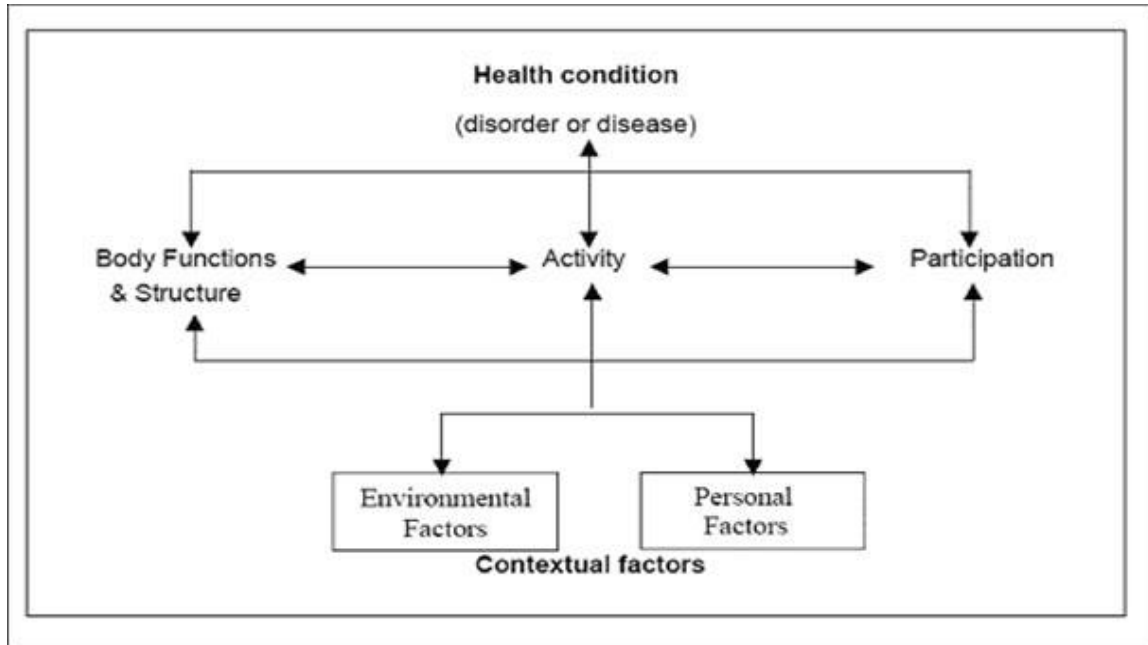 Health condition
(disorder or disease)
Body Functions
& Structure
Activity
Participation
Environmental
Factors
Personal
Factors
Contextual factors